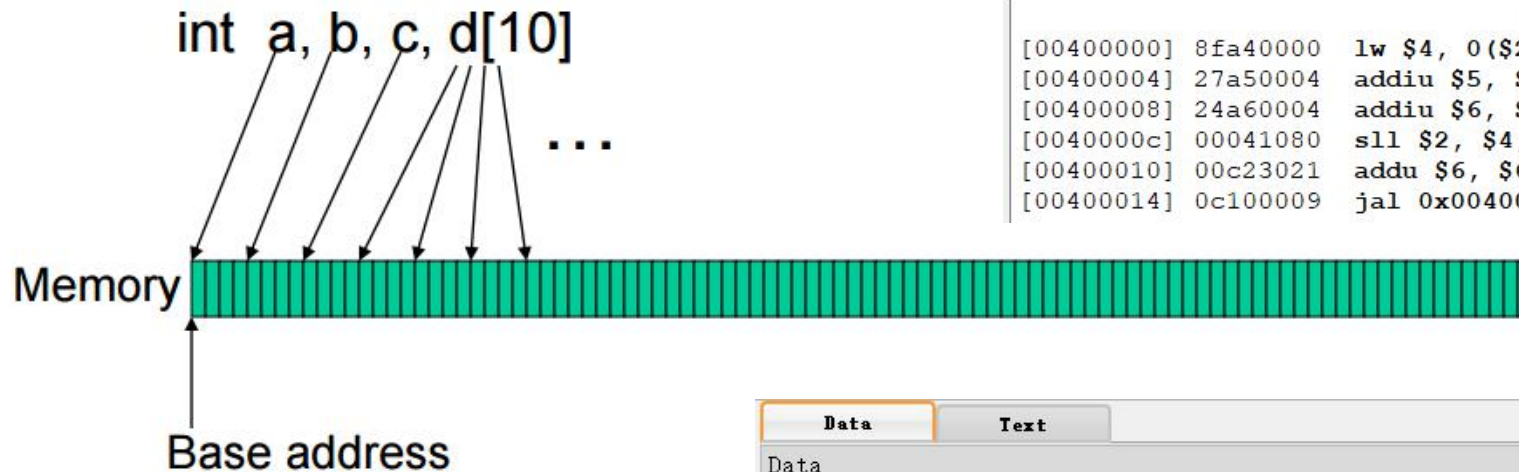 int a, b, c, d[10]
...
[00400000] 8fa40000 lw $4, 0($2
[00400004] 27a50004 addiu $5, $
[00400008] 24a60004 addiu $6, $
[0040000c] 00041080 sll $2, $4,
[00400010] 00c23021 addu $6, $6
[00400014] 0c100009 jal 0x00400
Memory
Base address
Data Text
Data